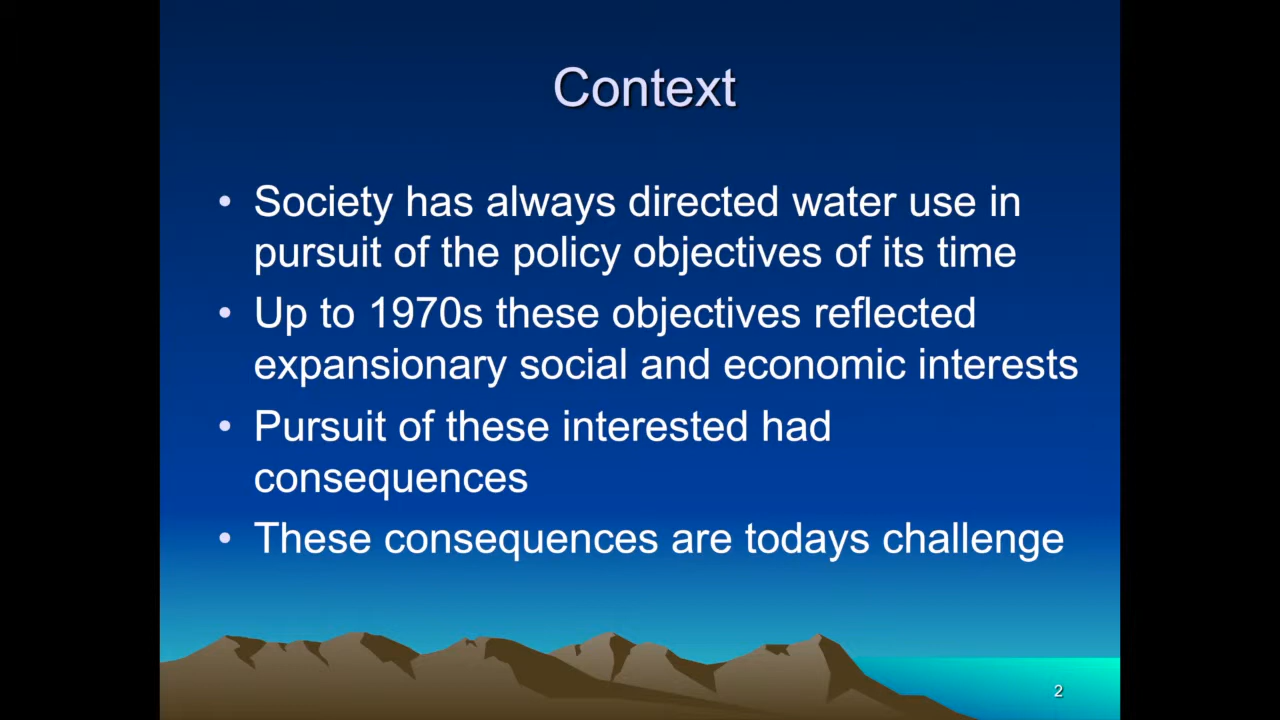 Context
• Society has always directed water use in
pursuit of the policy objectives of its time
• Up to 1970s these objectives reflected
expansionary social and economic interests
• Pursuit of these interested had
consequences
• These consequences are todays challenge
2